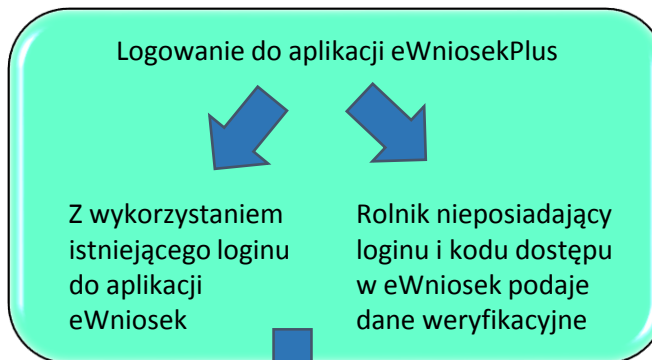 Logowanie do aplikacji eWniosekPlus
Z wykorzystaniem
istniejącego loginu
do aplikacji
eWniosek
Rolnik nieposiadający
loginu i kodu dostępu
w eWniosek podaje
dane weryfikacyjne